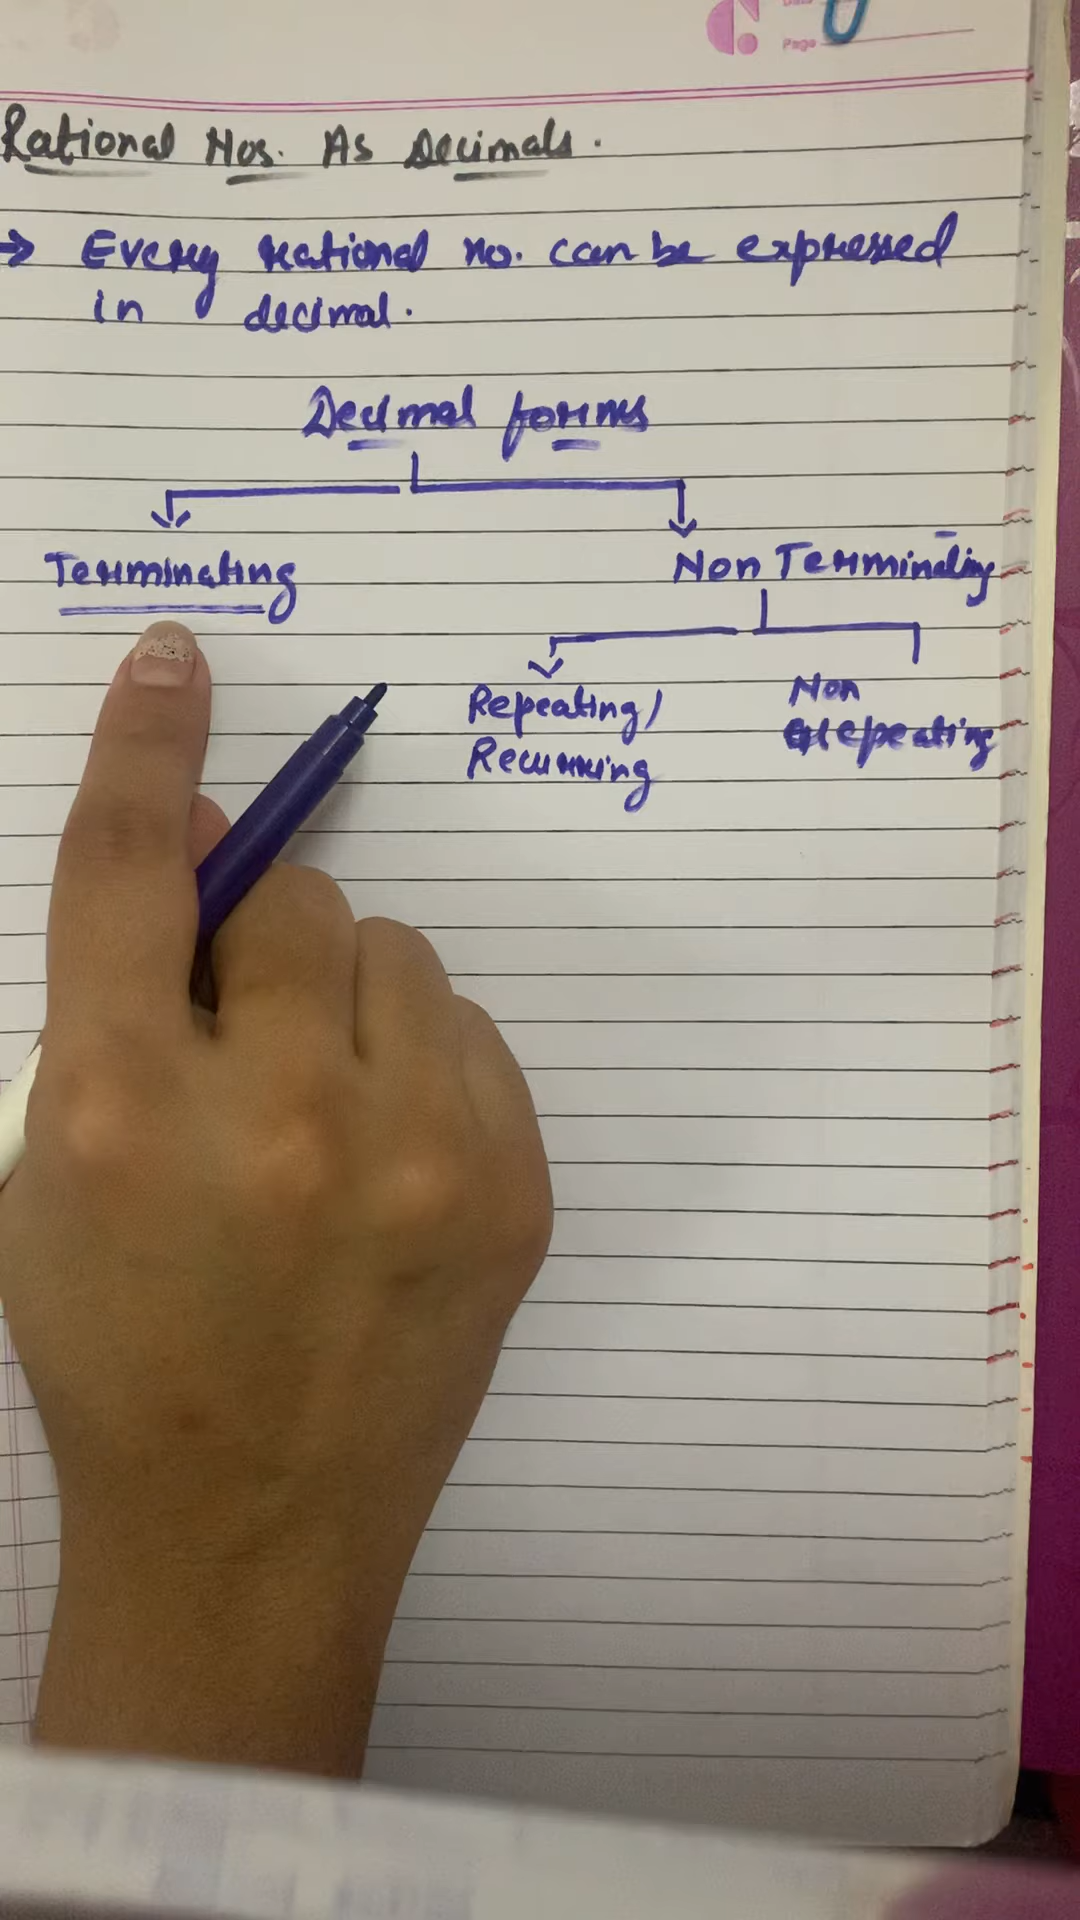 Page
Rational Nos. As Decimals.
→ Every rational no. can be expressed
in decimal.
Decimal forms
Terminating
Non Terminating
Repeating/
Recurring
Non
repeating